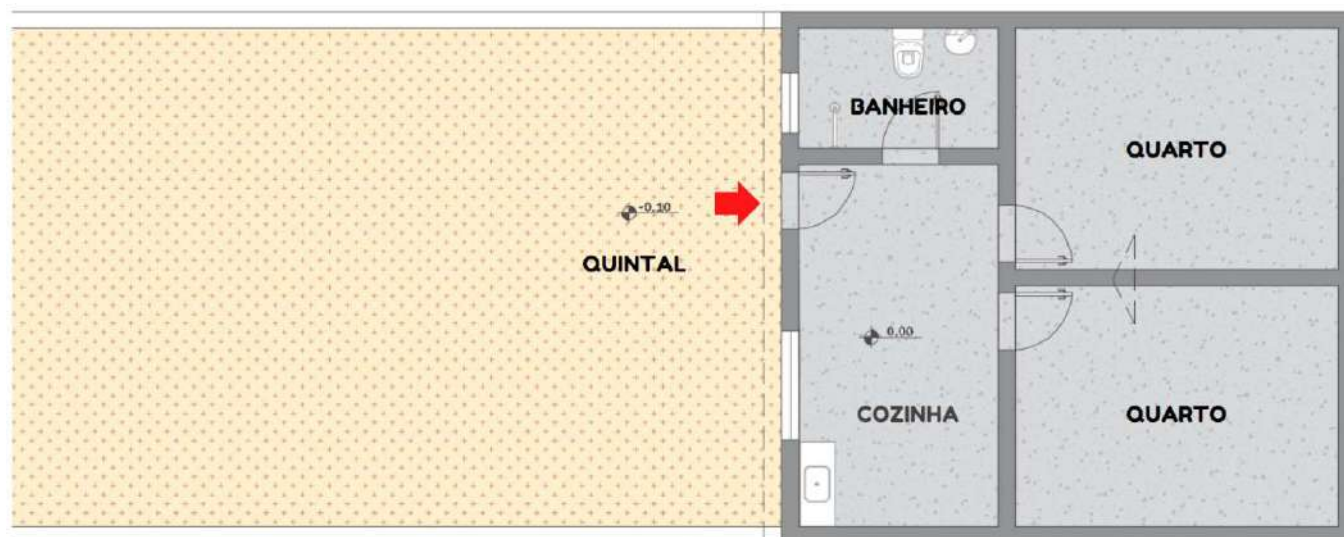 BANHEIRO
QUARTO
-0,10
QUINTAL
0,00
COZINHA
QUARTO